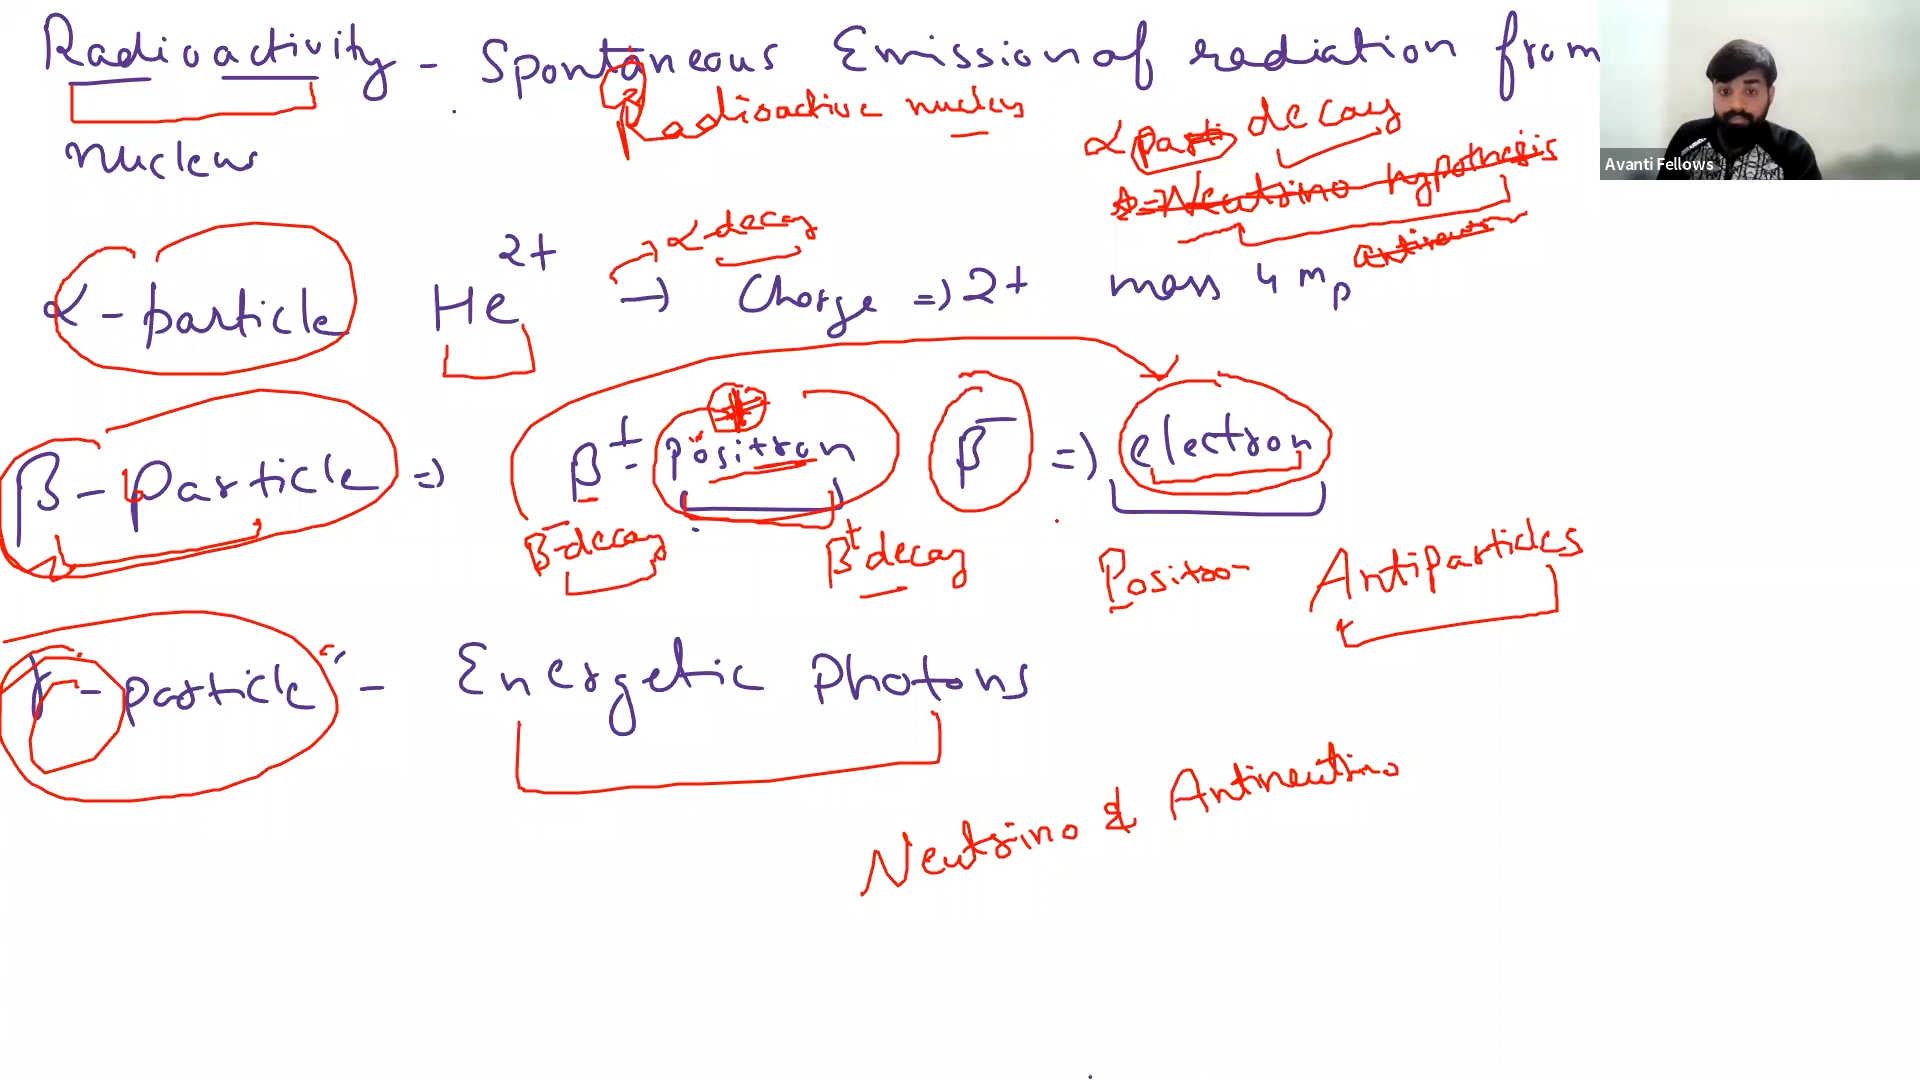 Radioactivity - Spontaneous Emission of radiation from
Radioactive nucleus
nucleus
α decay
Neutrino hypothesis
α-decay
α-particle He 2+ → Charge => 2+ mass 4 mp
β-Particle => β+ - positron β- => electron
β-decay β+ decay Positron Antiparticles
γ-particle - Energetic Photons
Neutrino & Antineutrino
Avanti Fellows